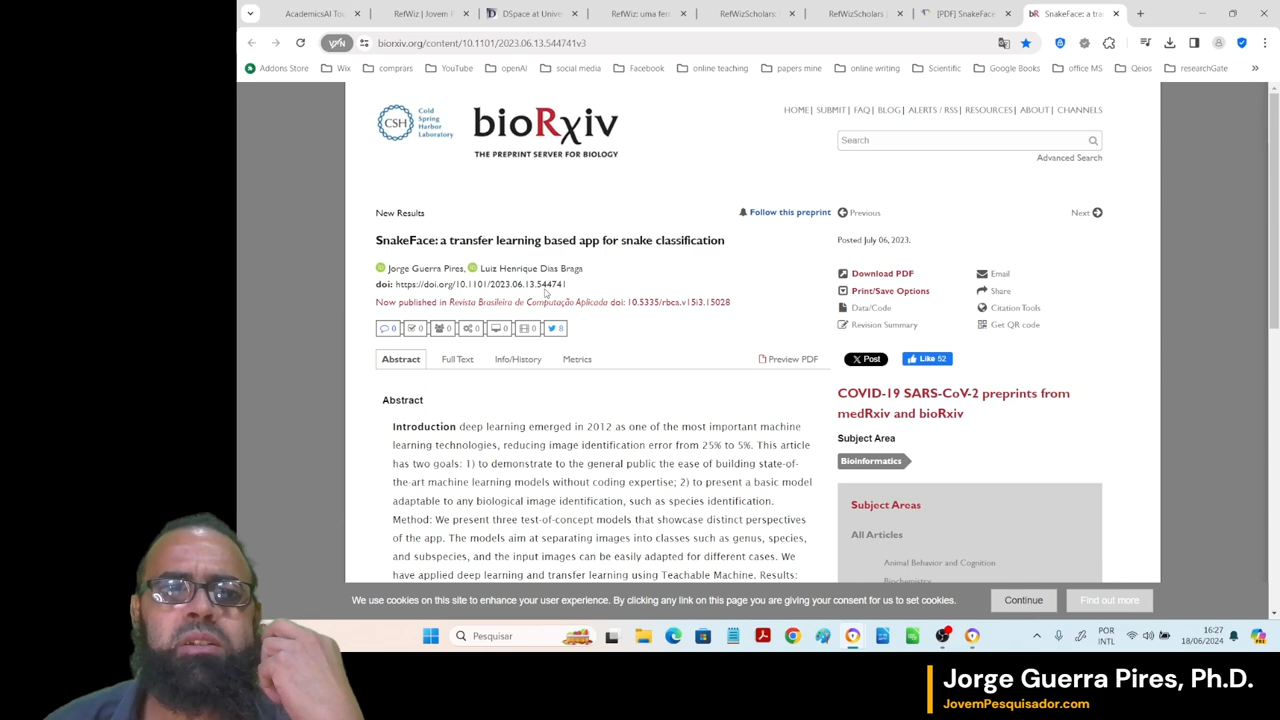 AcademicsAI Too
RefWiz | Jovem P
DSpace at Univer
RefWiz: uma ferr
RefWizScholars:
RefWizScholars |
[PDF] SnakeFace
SnakeFace: a tra
VPN
biorxiv.org/content/10.1101/2023.06.13.544741v3
Addons Store
Wix
comprars
YouTube
openAI
social media
Facebook
online teaching
papers mine
online writing
Scientific
Google Books
office MS
Qeios
researchGate
CSH
Cold
Spring
Harbor
Laboratory
bioRxiv
THE PREPRINT SERVER FOR BIOLOGY
HOME | SUBMIT | FAQ | BLOG | ALERTS / RSS | RESOURCES | ABOUT | CHANNELS
Search
Advanced Search
New Results
Follow this preprint
Previous
Next
SnakeFace: a transfer learning based app for snake classification
Posted July 06, 2023.
Jorge Guerra Pires, Luiz Henrique Dias Braga
doi: https://doi.org/10.1101/2023.06.13.544741
Now published in Revista Brasileira de Computação Aplicada doi: 10.5335/rbca.v15i3.15028
0 0 0 0 0 0 8
Download PDF
Email
Print/Save Options
Share
Data/Code
Citation Tools
Revision Summary
Get QR code
Abstract
Full Text
Info/History
Metrics
Preview PDF
X Post
Like 52
Abstract
Introduction deep learning emerged in 2012 as one of the most important machine
learning technologies, reducing image identification error from 25% to 5%. This article
has two goals: 1) to demonstrate to the general public the ease of building state-of-
the-art machine learning models without coding expertise; 2) to present a basic model
adaptable to any biological image identification, such as species identification.
Method: We present three test-of-concept models that showcase distinct perspectives
of the app. The models aim at separating images into classes such as genus, species,
and subspecies, and the input images can be easily adapted for different cases. We
have applied deep learning and transfer learning using Teachable Machine. Results:
COVID-19 SARS-CoV-2 preprints from
medRxiv and bioRxiv
Subject Area
Bioinformatics
Subject Areas
All Articles
Animal Behavior and Cognition
Biochemistry
We use cookies on this site to enhance your user experience. By clicking any link on this page you are giving your consent for us to set cookies.
Continue
Find out more
Pesquisar
POR
INTL
16:27
18/06/2024
Jorge Guerra Pires, Ph.D.
JovemPesquisador.com